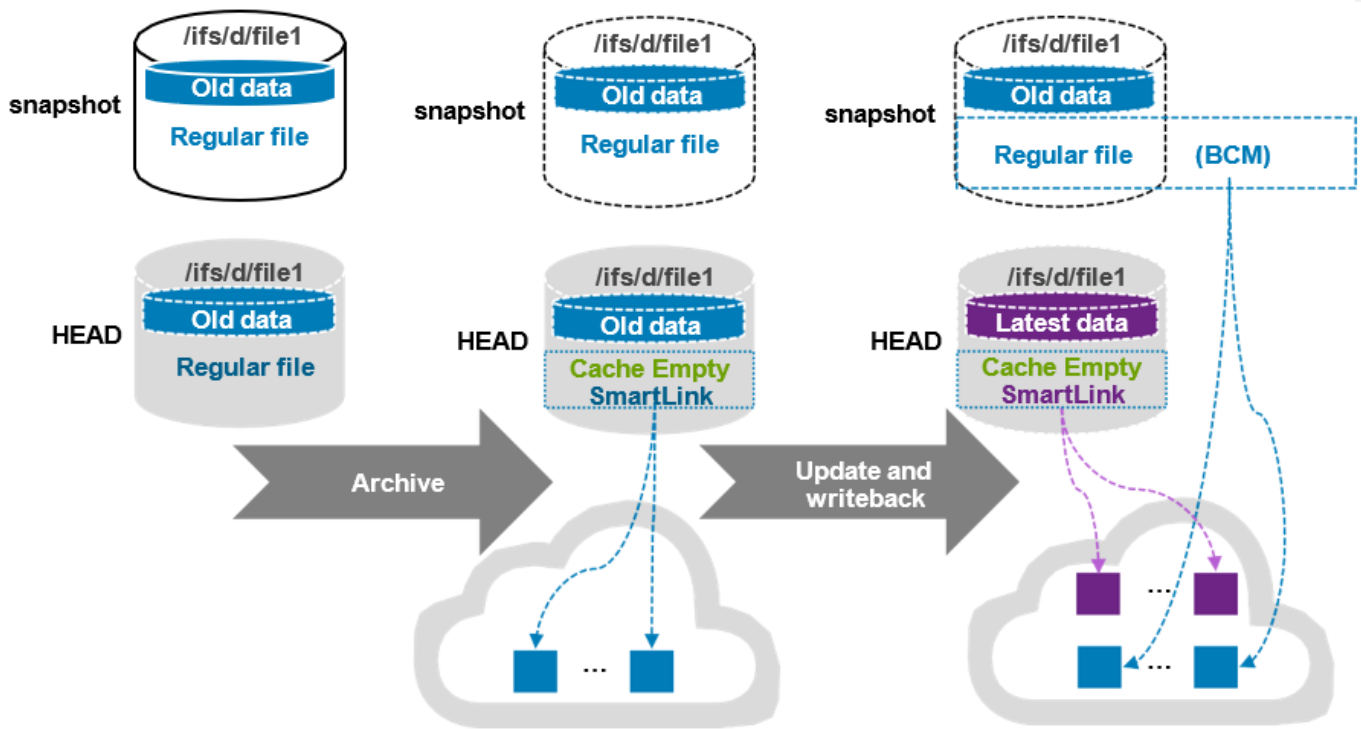 /ifs/d/file1
Old data
snapshot
Regular file
/ifs/d/file1
Old data
snapshot
Regular file
/ifs/d/file1
Old data
snapshot
Regular file
(BCM)
/ifs/d/file1
Old data
HEAD
Regular file
/ifs/d/file1
Old data
HEAD
Cache Empty
SmartLink
/ifs/d/file1
Latest data
HEAD
Cache Empty
SmartLink
Archive
Update and
writeback
...
...
...